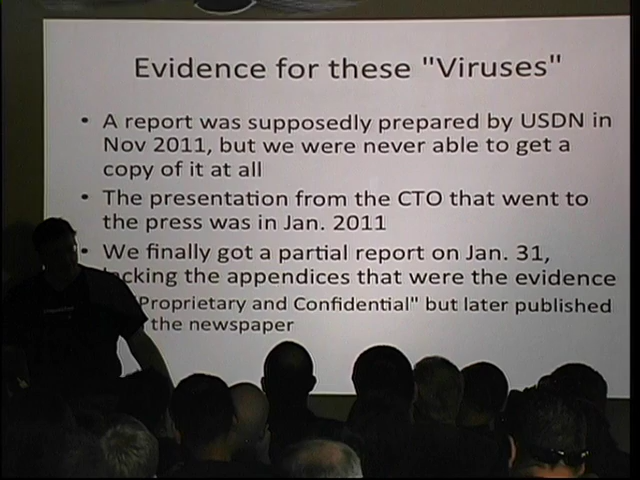 Evidence for these "Viruses"
• A report was supposedly prepared by USDN in
Nov 2011, but we were never able to get a
copy of it at all
• The presentation from the CTO that went to
the press was in Jan. 2011
• We finally got a partial report on Jan. 31,
the appendices that were the evidence
"Proprietary and Confidential" but later published
the newspaper